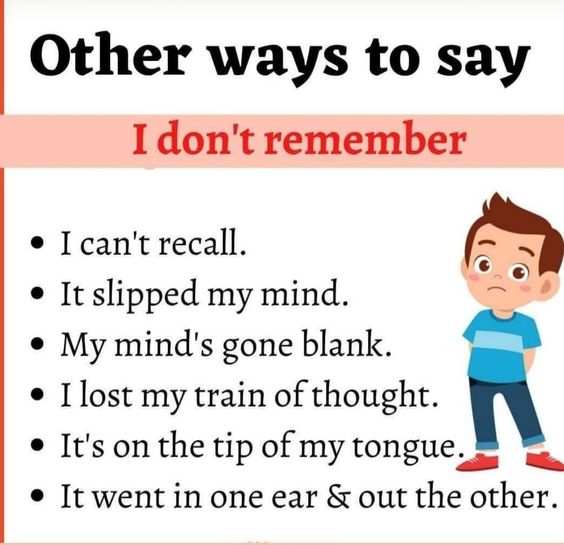 Other ways to say
I don't remember
• I can't recall.
• It slipped my mind.
• My mind's gone blank.
• I lost my train of thought.
• It's on the tip of my tongue.
• It went in one ear & out the other.